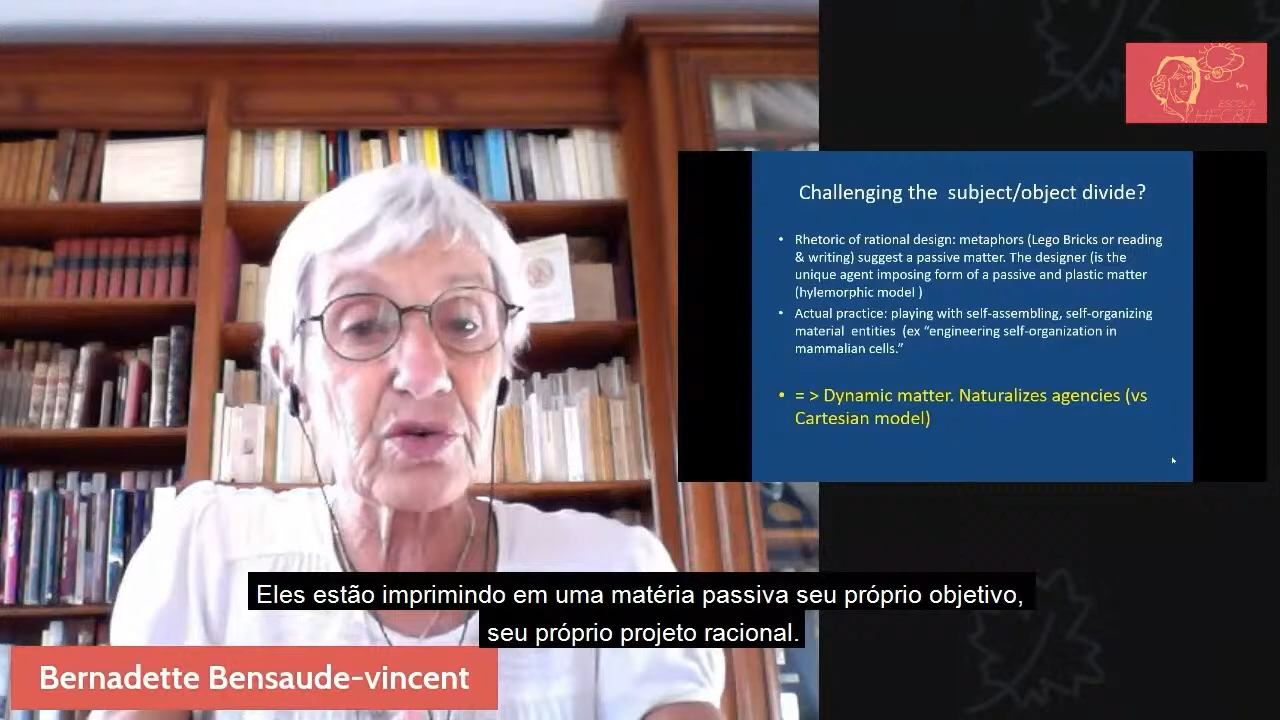 ESCOLA
HFC&T
Challenging the subject/object divide?
• Rhetoric of rational design: metaphors (Lego Bricks or reading
& writing) suggest a passive matter. The designer (is the
unique agent imposing form of a passive and plastic matter
(hylemorphic model )
• Actual practice: playing with self-assembling, self-organizing
material entities (ex “engineering self-organization in
mammalian cells.”
• = > Dynamic matter. Naturalizes agencies (vs
Cartesian model)
Eles estão imprimindo em uma matéria passiva seu próprio objetivo,
seu próprio projeto racional.
Bernadette Bensaude-vincent